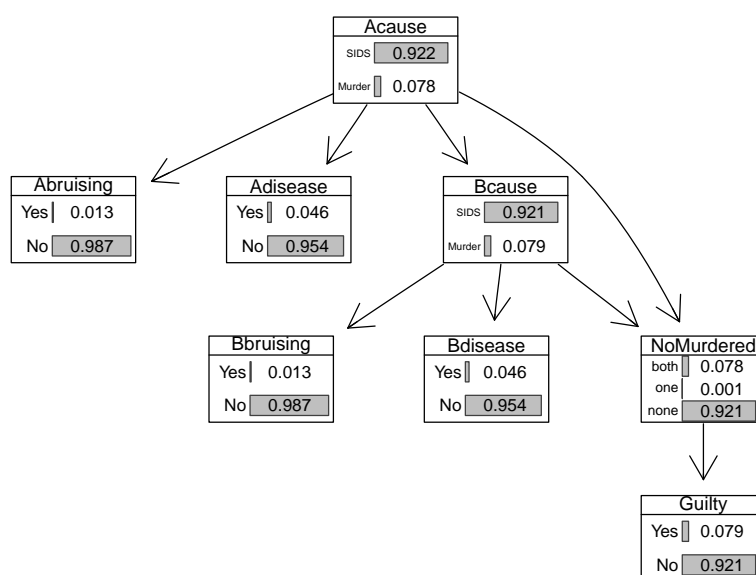 Acause
SIDS 0.922
Murder 0.078
Abruising
Yes 0.013
No 0.987
Adisease
Yes 0.046
No 0.954
Bcause
SIDS 0.921
Murder 0.079
Bbruising
Yes 0.013
No 0.987
Bdisease
Yes 0.046
No 0.954
NoMurdered
both 0.078
one 0.001
none 0.921
Guilty
Yes 0.079
No 0.921